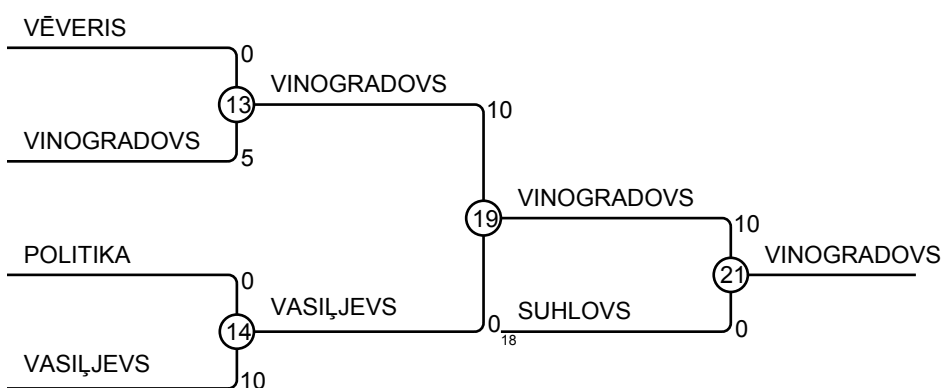 VĒVERIS
0
13
VINOGRADOVS
10
VINOGRADOVS
5
19
VINOGRADOVS
10
POLITIKA
0
21
VINOGRADOVS
14
VASIĻJEVS
0
18
SUHLOVS
0
VASIĻJEVS
10